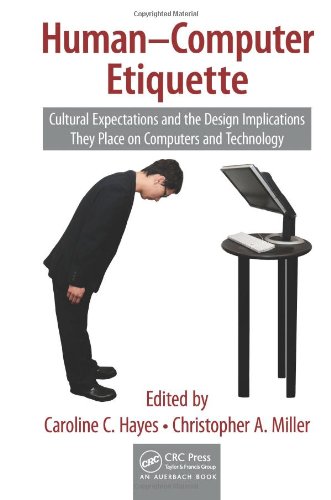 Human–Computer
Etiquette
Cultural Expectations and the Design Implications
They Place on Computers and Technology
Edited by
Caroline C. Hayes • Christopher A. Miller
CRC Press
Taylor & Francis Group
AN AUERBACH BOOK